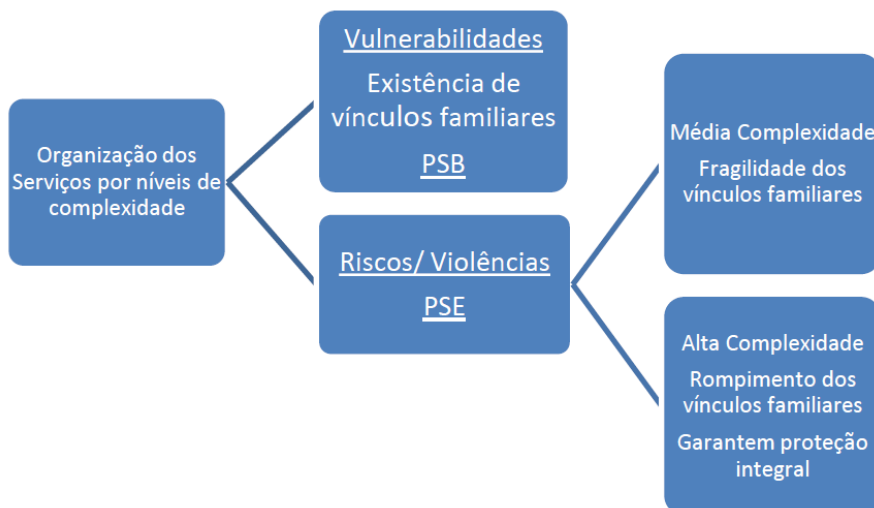 Organização dos
Serviços por níveis de
complexidade
Vulnerabilidades
Existência de
vínculos familiares
PSB
Riscos/ Violências
PSE
Média Complexidade
Fragilidade dos
vínculos familiares
Alta Complexidade
Rompimento dos
vínculos familiares
Garantem proteção
integral